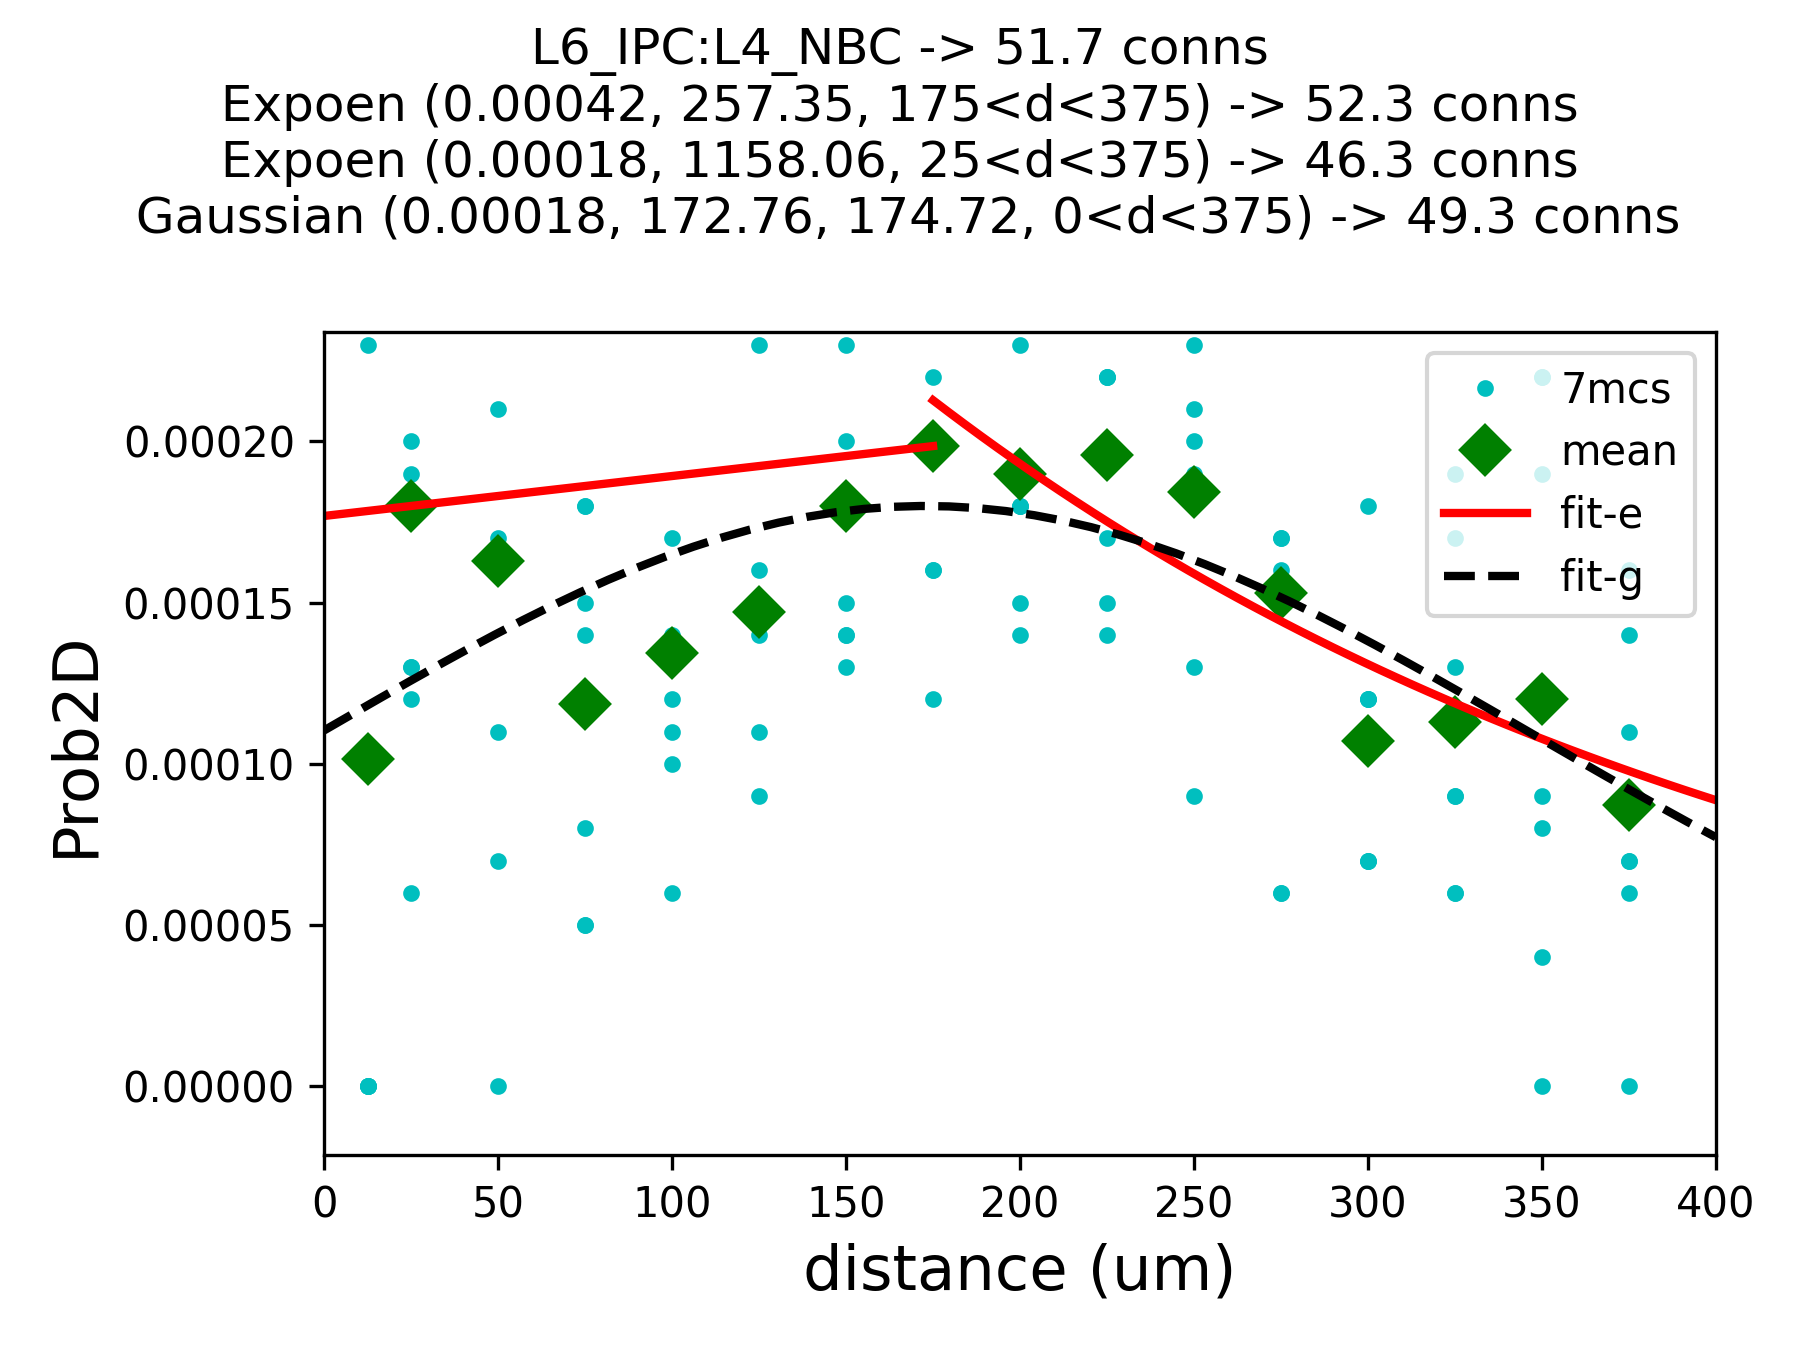 L6_IPC:L4_NBC -> 51.7 conns
Expoen (0.00042, 257.35, 175<d<375) -> 52.3 conns
Expoen (0.00018, 1158.06, 25<d<375) -> 46.3 conns
Gaussian (0.00018, 172.76, 174.72, 0<d<375) -> 49.3 conns
7mcs
mean
fit-e
fit-g
0.00020
0.00015
0.00010
0.00005
0.00000
Prob2D
0 50 100 150 200 250 300 350 400
distance (um)